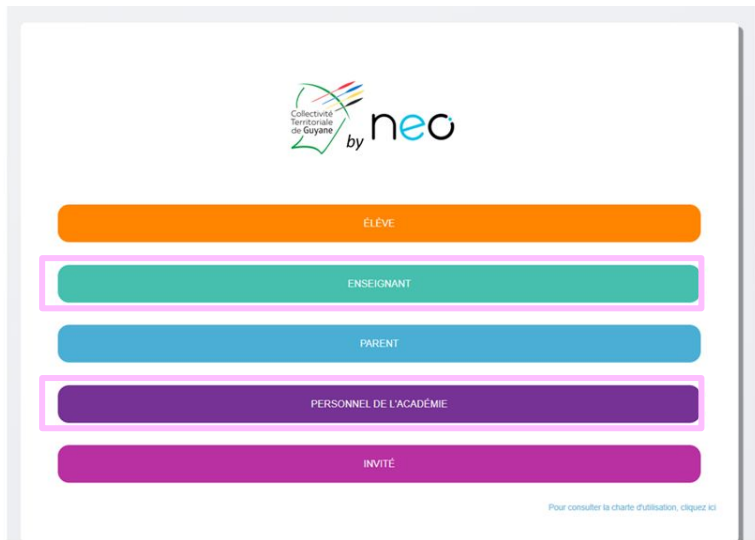 Collectivité
Territoriale
de Guyane
by neo
ÉLÈVE
ENSEIGNANT
PARENT
PERSONNEL DE L'ACADÉMIE
INVITÉ
Pour consulter la charte d'utilisation, cliquez ici